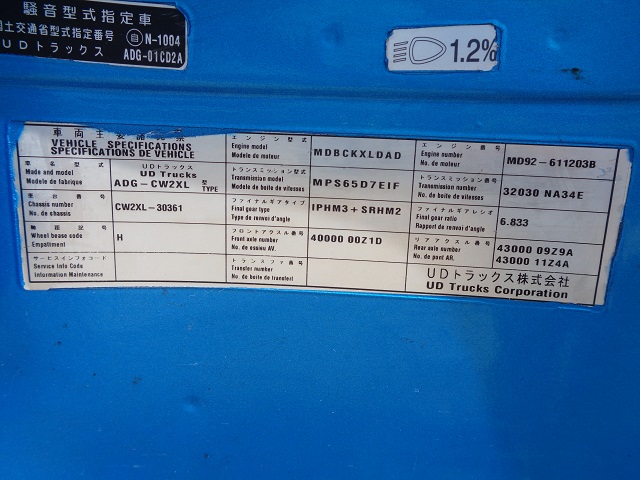 騒音型式指定車
国土交通省型式指定番号 自 N-1004
UDトラックス ADG-01CD2A
1.2%
車両主要諸元表
VEHICLE SPECIFICATIONS
SPECIFICATIONS DE VEHICLE
エンジン型式
Engine model
Modele de moteur
MDBCKXLDAD
エンジン番号
Engine number
No. de moteur
MD92-611203B
車名型式
Made and model
Modele de fabrique
UDトラックス
UD Trucks
ADG-CW2XL 型 TYPE
トランスミッション型式
Transmission model
Modele de boite de vitesses
MPS65D7EIF
トランスミッション番号
Transmission number
No. de boite de vitesses
32030 NA34E
車台番号
Chassis number
No. de chassis
CW2XL-30361
ファイナルギアタイプ
Final gear type
Type de renvoi d'angle
IPHM3+SRHM2
ファイナルギアレシオ
Final gear ratio
Rapport de renvoi d'angle
6.833
軸距記号
Wheel base code
Empattement
H
フロントアクスル番号
Front axle number
No. de essieu AV.
40000 00Z1D
リアアクスル番号
Rear axle number
No. de pont AR.
43000 09Z9A
43000 11Z4A
サービスインフォコード
Service Info Code
Information Maintenance
トランスファ番号
Transfer number
No. de boite de transfert
UDトラックス株式会社
UD Trucks Corporation